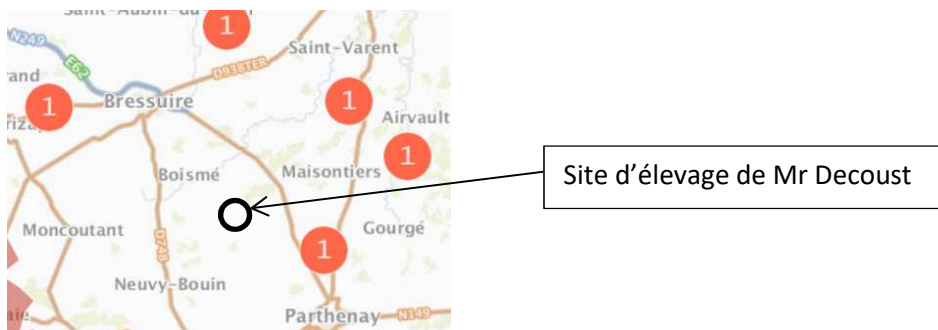 N249
E62
Saint-Varent
D938TER
1
1
Bressuire
1
Airvault
1
Boismé
Maisontiers
Site d'élevage de Mr Decoust
Moncoutant
Gourgé
D748
1
Neuvy-Bouin
Parthenay
N149